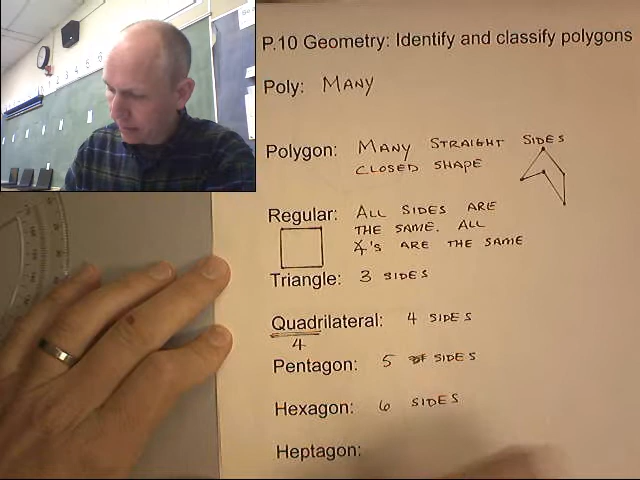 P.10 Geometry: Identify and classify polygons
Poly: MANY
Polygon: MANY STRAIGHT SIDES
CLOSED SHAPE
Regular: ALL SIDES ARE
THE SAME. ALL
∠'s ARE THE SAME
Triangle: 3 SIDES
Quadrilateral: 4 SIDES
4
Pentagon: 5 SIDES
Hexagon: 6 SIDES
Heptagon: